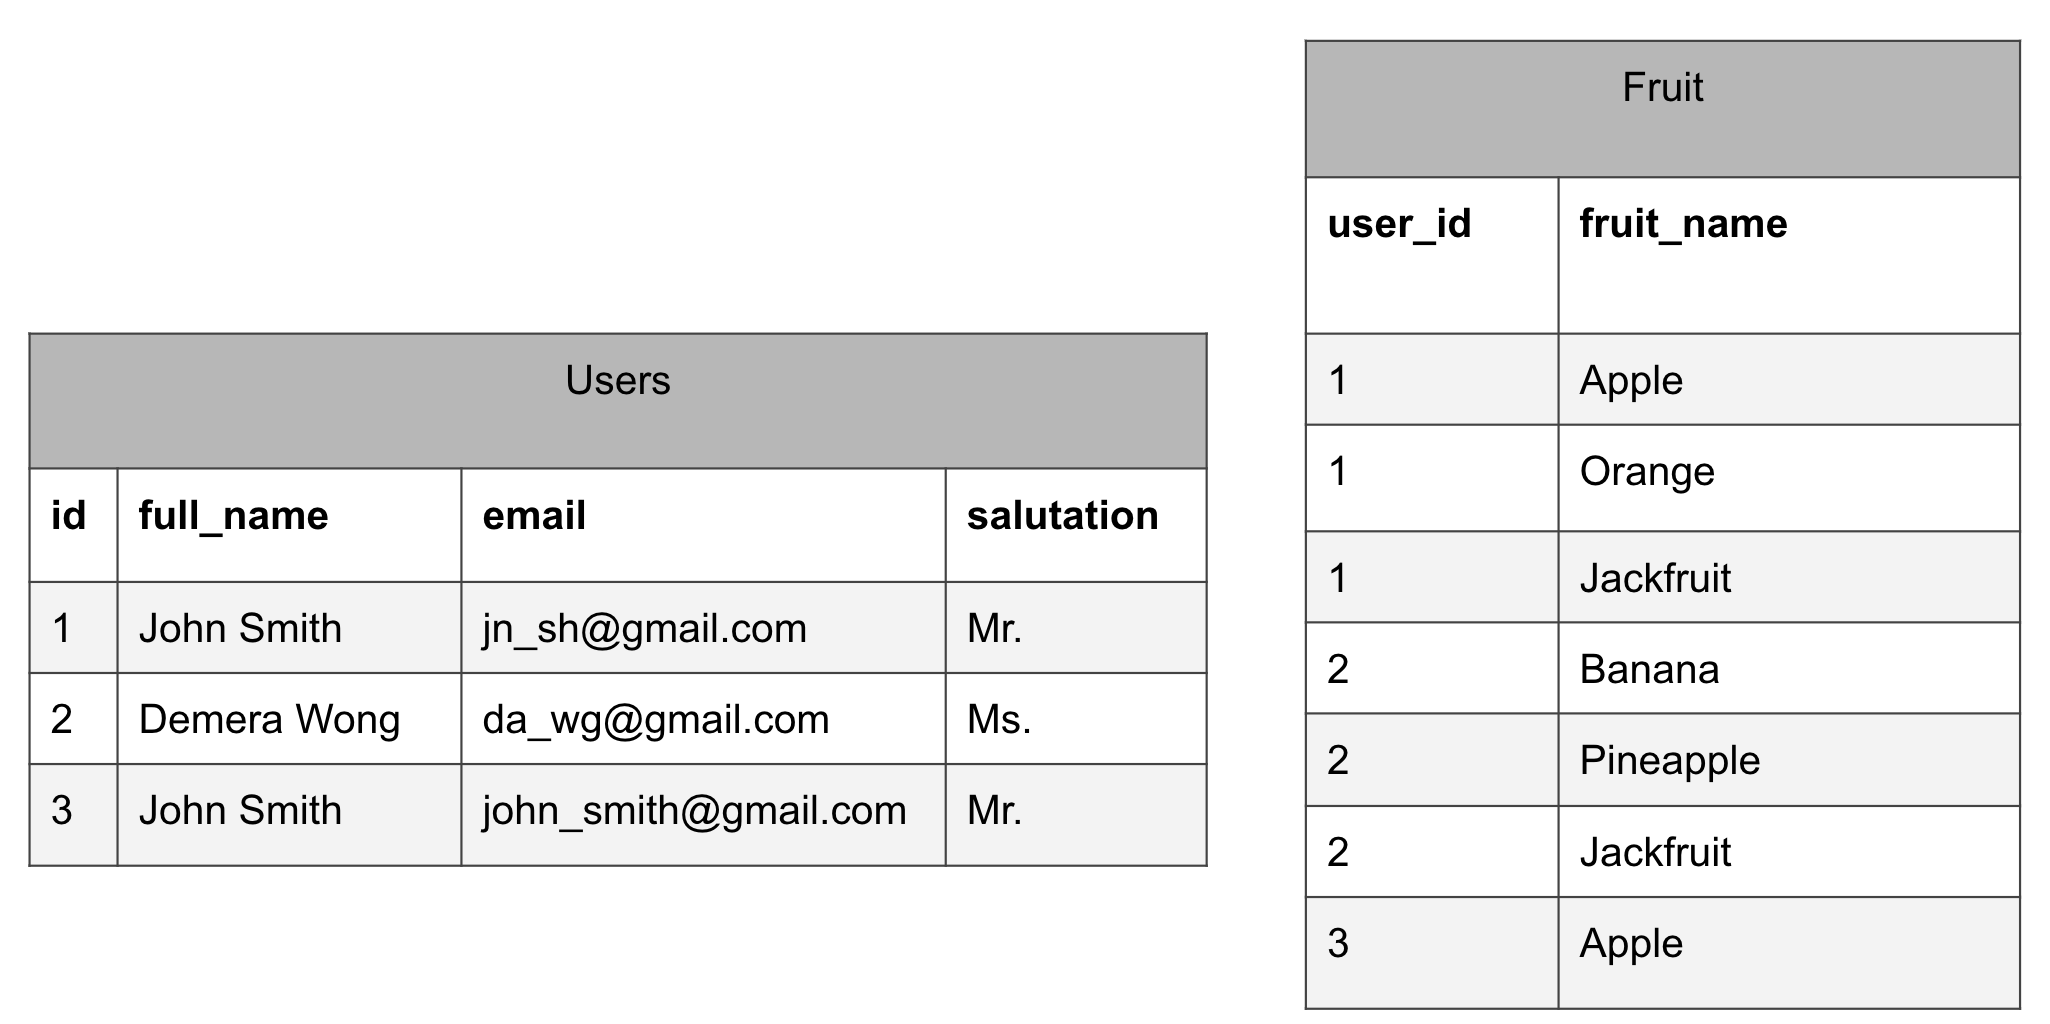 Users
id full_name email salutation
1 John Smith jn_sh@gmail.com Mr.
2 Demera Wong da_wg@gmail.com Ms.
3 John Smith john_smith@gmail.com Mr.
Fruit
user_id fruit_name
1 Apple
1 Orange
1 Jackfruit
2 Banana
2 Pineapple
2 Jackfruit
3 Apple